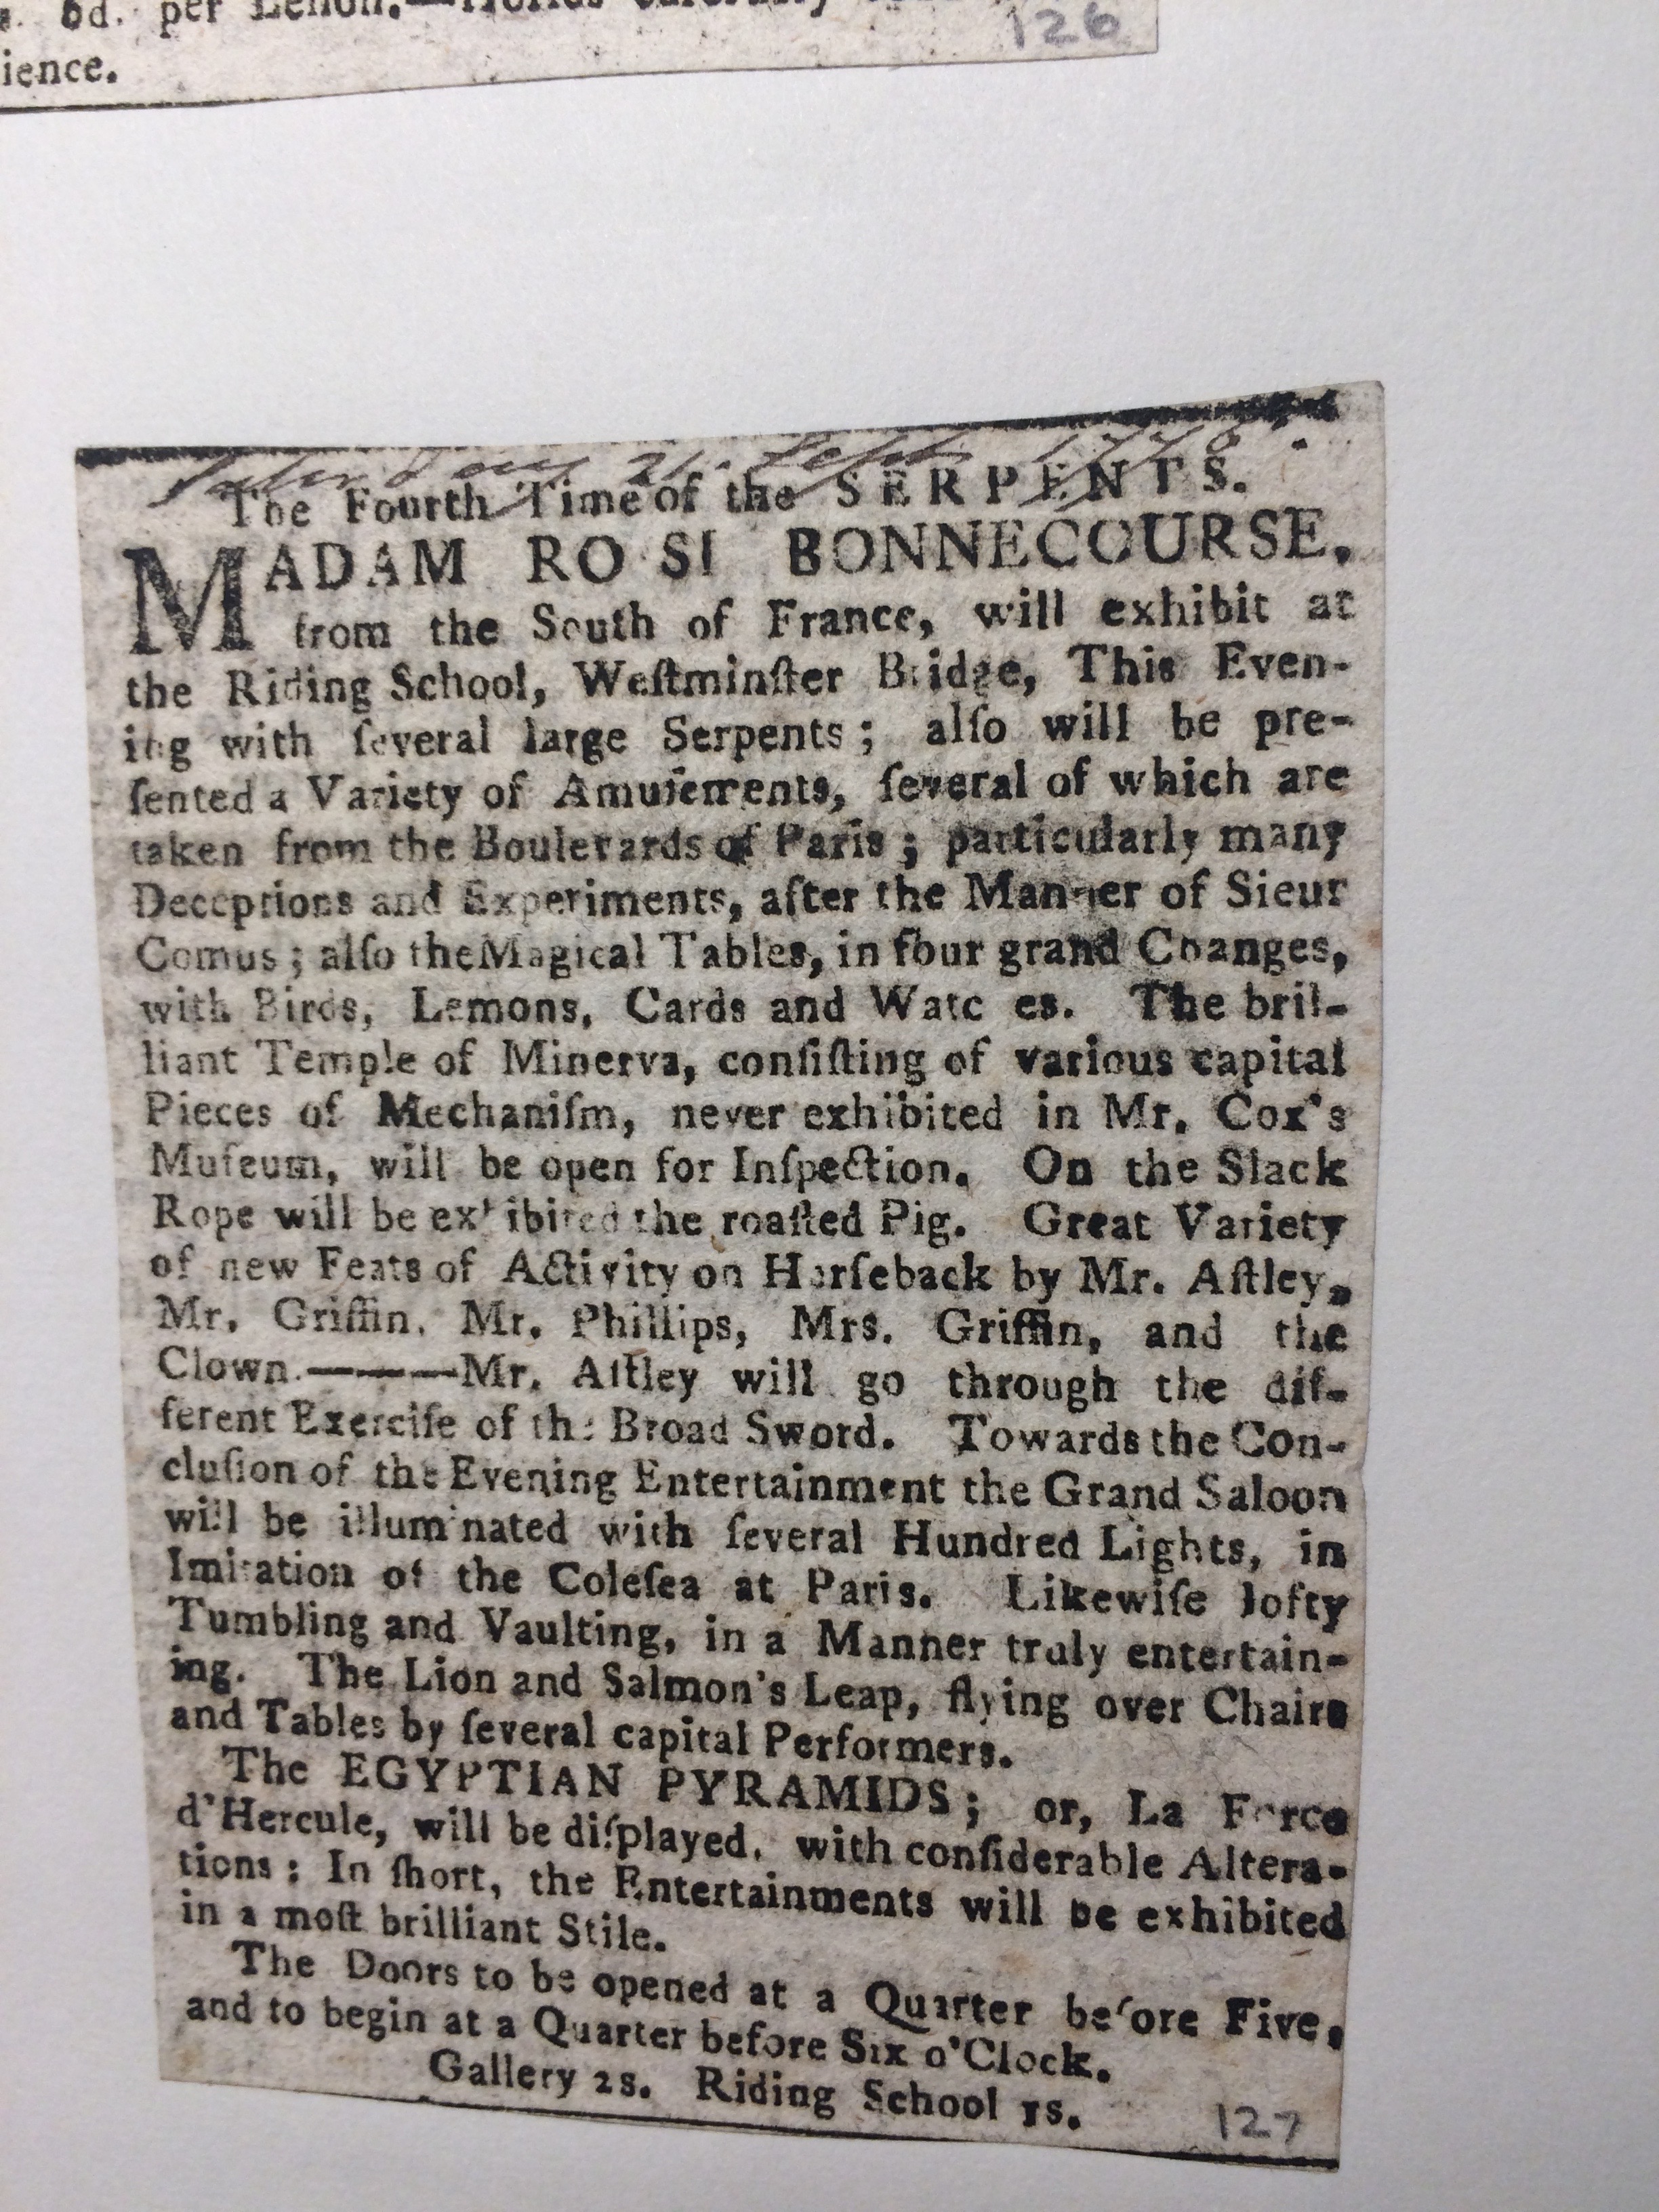 6d. per
126
ience.
Saturday 26. Sept. 1778.
The Fourth Time of the SERPENTS.
MADAM ROSI BONNECOURSE,
from the South of France, will exhibit at
the Riding School, Weſtminſter Bridge, This Even-
ing with ſeveral large Serpents; alſo will be pre-
ſented a Variety of Amuſements, ſeveral of which are
taken from the Boulevards of Paris; particularly many
Deceptions and Experiments, after the Manner of Sieur
Comus; alſo the Magical Tables, in four grand Changes,
with Birds, Lemons, Cards and Watc es. The bril-
liant Temple of Minerva, conſiſting of various capital
Pieces of Mechaniſm, never exhibited in Mr. Cox's
Muſeum, will be open for Inſpection. On the Slack
Rope will be exhibited the roaſted Pig. Great Variety
of new Feats of Activity on Horſeback by Mr. Aſtley,
Mr. Griffin, Mr. Phillips, Mrs. Griffin, and the
Clown.———Mr. Aſtley will go through the dif-
ferent Exerciſe of the Broad Sword. Towards the Con-
cluſion of the Evening Entertainment the Grand Saloon
will be illuminated with ſeveral Hundred Lights, in
Imitation of the Coleſea at Paris. Likewiſe lofty
Tumbling and Vaulting, in a Manner truly entertain-
ing. The Lion and Salmon's Leap, flying over Chairs
and Tables by ſeveral capital Performers.
The EGYPTIAN PYRAMIDS; or, La Force
d'Hercule, will be diſplayed, with conſiderable Altera-
tions: In ſhort, the Entertainments will be exhibited
in a moſt brilliant Stile.
The Doors to be opened at a Quarter before Five,
and to begin at a Quarter before Six o'Clock.
Gallery 2s. Riding School 1s.
127